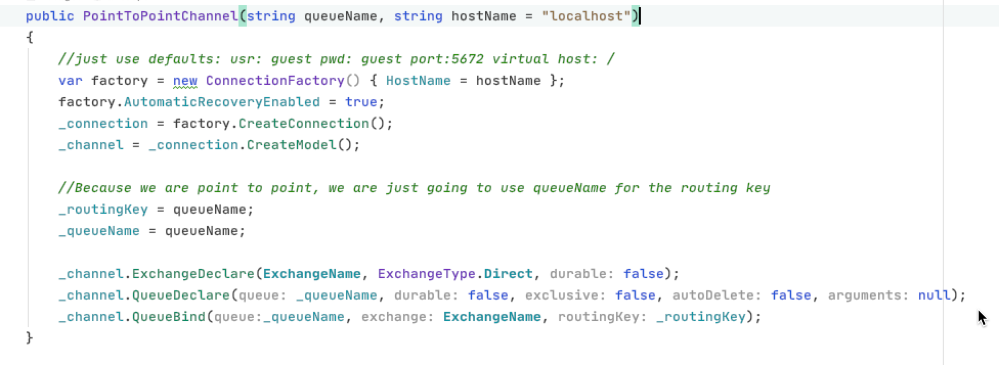 public PointToPointChannel(string queueName, string hostName = "localhost")
{
    //just use defaults: usr: guest pwd: guest port:5672 virtual host: /
    var factory = new ConnectionFactory() { HostName = hostName };
    factory.AutomaticRecoveryEnabled = true;
    _connection = factory.CreateConnection();
    _channel = _connection.CreateModel();

    //Because we are point to point, we are just going to use queueName for the routing key
    _routingKey = queueName;
    _queueName = queueName;

    _channel.ExchangeDeclare(ExchangeName, ExchangeType.Direct, durable: false);
    _channel.QueueDeclare(queue: _queueName, durable: false, exclusive: false, autoDelete: false, arguments: null);
    _channel.QueueBind(queue:_queueName, exchange: ExchangeName, routingKey: _routingKey);
}